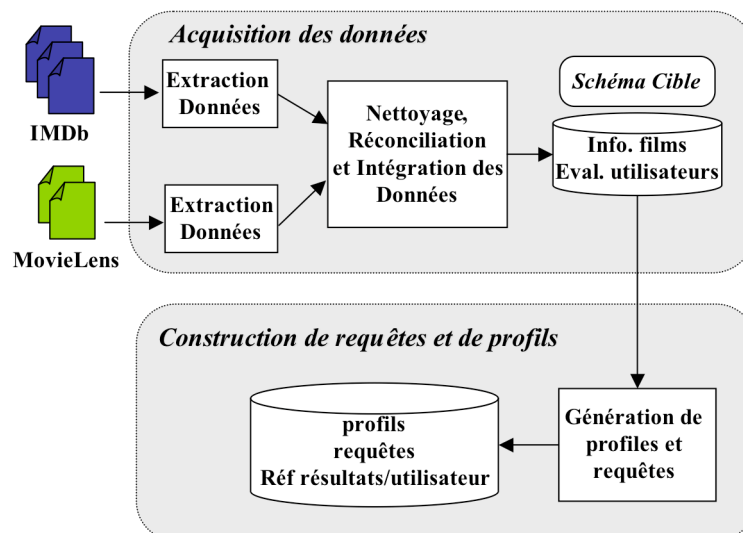 Acquisition des données
IMDb
Extraction
Données
Nettoyage,
Réconciliation
et Intégration des
Données
Schéma Cible
Info. films
Eval. utilisateurs
MovieLens
Extraction
Données
Construction de requêtes et de profils
profils
requêtes
Réf résultats/utilisateur
Génération de
profiles et
requêtes